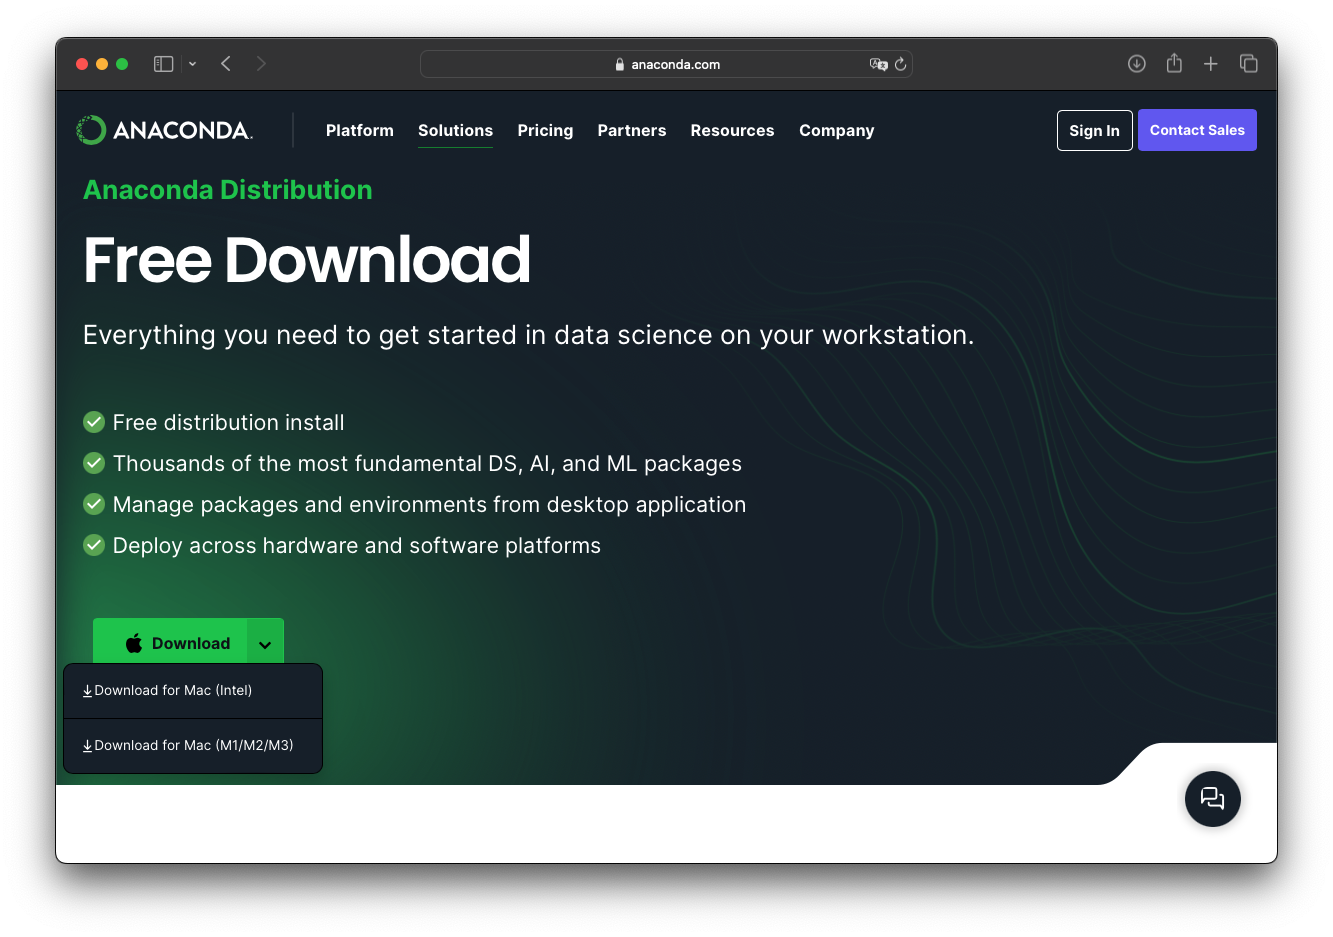 anaconda.com
ANACONDA.
Platform
Solutions
Pricing
Partners
Resources
Company
Sign In
Contact Sales
Anaconda Distribution
Free Download
Everything you need to get started in data science on your workstation.
Free distribution install
Thousands of the most fundamental DS, AI, and ML packages
Manage packages and environments from desktop application
Deploy across hardware and software platforms
Download
Download for Mac (Intel)
Download for Mac (M1/M2/M3)